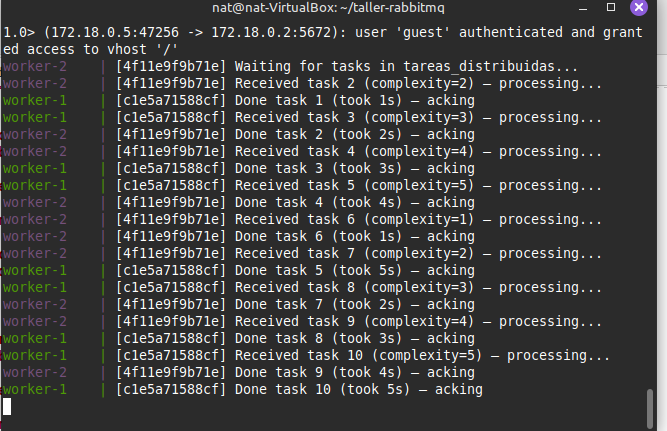 nat@nat-VirtualBox: ~/taller-rabbitmq
1.0> (172.18.0.5:47256 -> 172.18.0.2:5672): user 'guest' authenticated and grant
ed access to vhost '/'
worker-2 | [4f11e9f9b71e] Waiting for tasks in tareas_distribuidas...
worker-2 | [4f11e9f9b71e] Received task 2 (complexity=2) — processing...
worker-1 | [c1e5a71588cf] Done task 1 (took 1s) — acking
worker-1 | [c1e5a71588cf] Received task 3 (complexity=3) — processing...
worker-2 | [4f11e9f9b71e] Done task 2 (took 2s) — acking
worker-2 | [4f11e9f9b71e] Received task 4 (complexity=4) — processing...
worker-1 | [c1e5a71588cf] Done task 3 (took 3s) — acking
worker-1 | [c1e5a71588cf] Received task 5 (complexity=5) — processing...
worker-2 | [4f11e9f9b71e] Done task 4 (took 4s) — acking
worker-2 | [4f11e9f9b71e] Received task 6 (complexity=1) — processing...
worker-2 | [4f11e9f9b71e] Done task 6 (took 1s) — acking
worker-2 | [4f11e9f9b71e] Received task 7 (complexity=2) — processing...
worker-1 | [c1e5a71588cf] Done task 5 (took 5s) — acking
worker-1 | [c1e5a71588cf] Received task 8 (complexity=3) — processing...
worker-2 | [4f11e9f9b71e] Done task 7 (took 2s) — acking
worker-2 | [4f11e9f9b71e] Received task 9 (complexity=4) — processing...
worker-1 | [c1e5a71588cf] Done task 8 (took 3s) — acking
worker-1 | [c1e5a71588cf] Received task 10 (complexity=5) — processing...
worker-2 | [4f11e9f9b71e] Done task 9 (took 4s) — acking
worker-1 | [c1e5a71588cf] Done task 10 (took 5s) — acking